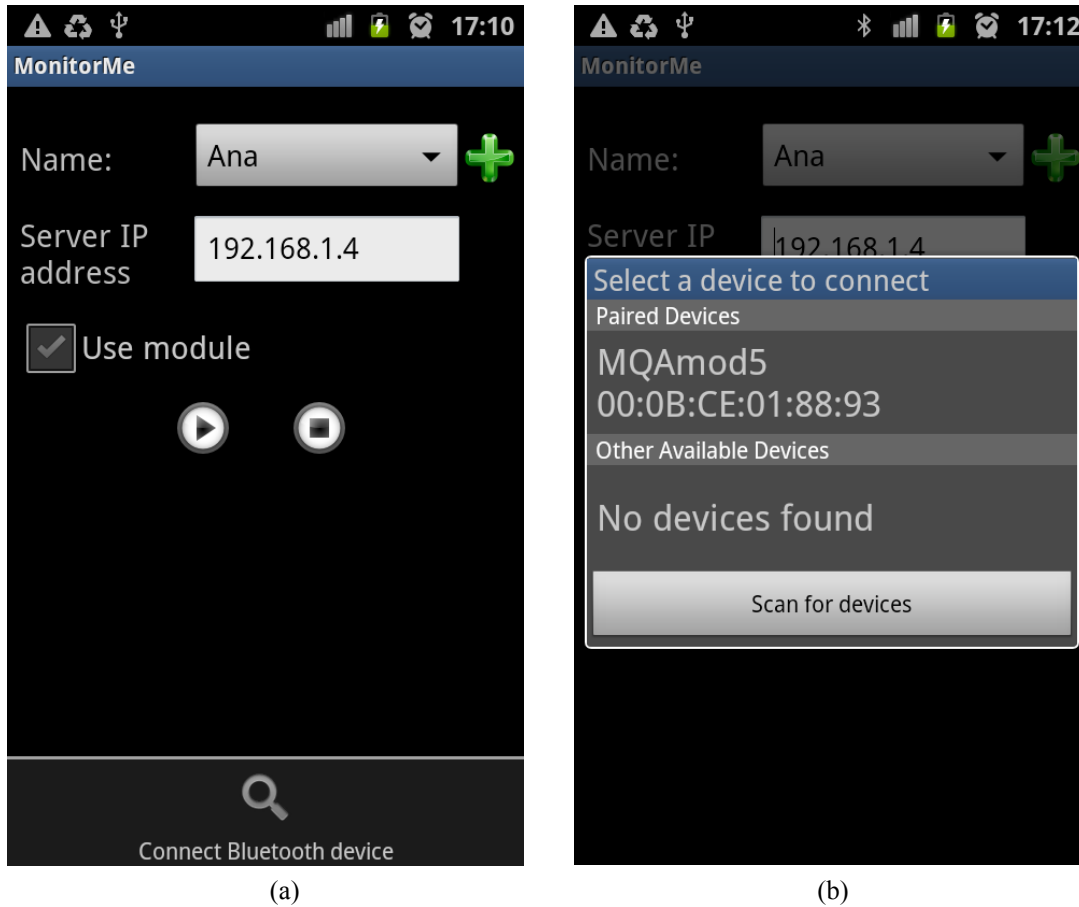 17:10
MonitorMe
Name:
Ana
Server IP
address
192.168.1.4
Use module
Connect Bluetooth device
(a)
17:12
MonitorMe
Name:
Ana
Server IP
192.168.1.4
Select a device to connect
Paired Devices
MQAmod5
00:0B:CE:01:88:93
Other Available Devices
No devices found
Scan for devices
(b)